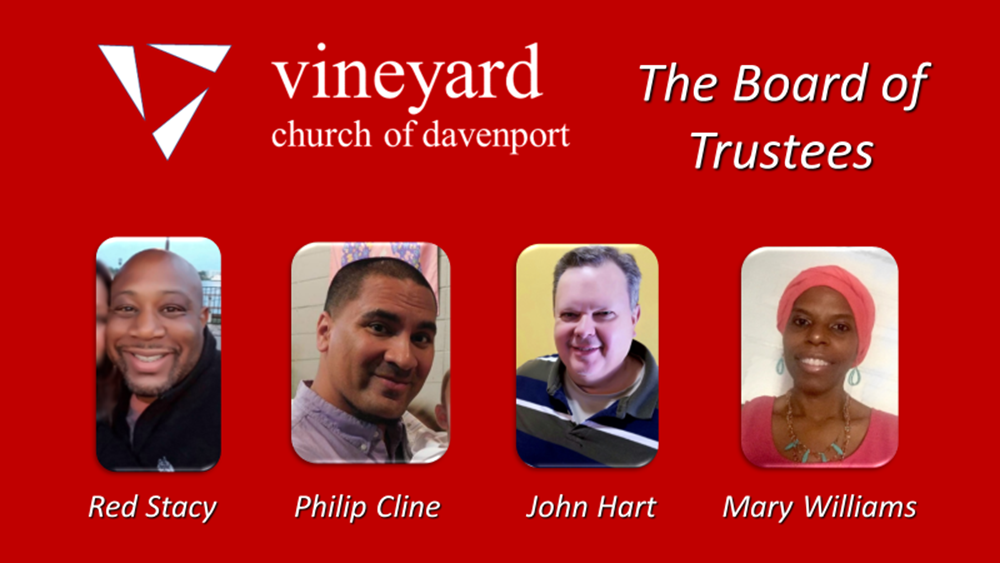 vineyard
church of davenport
The Board of
Trustees
Red Stacy
Philip Cline
John Hart
Mary Williams